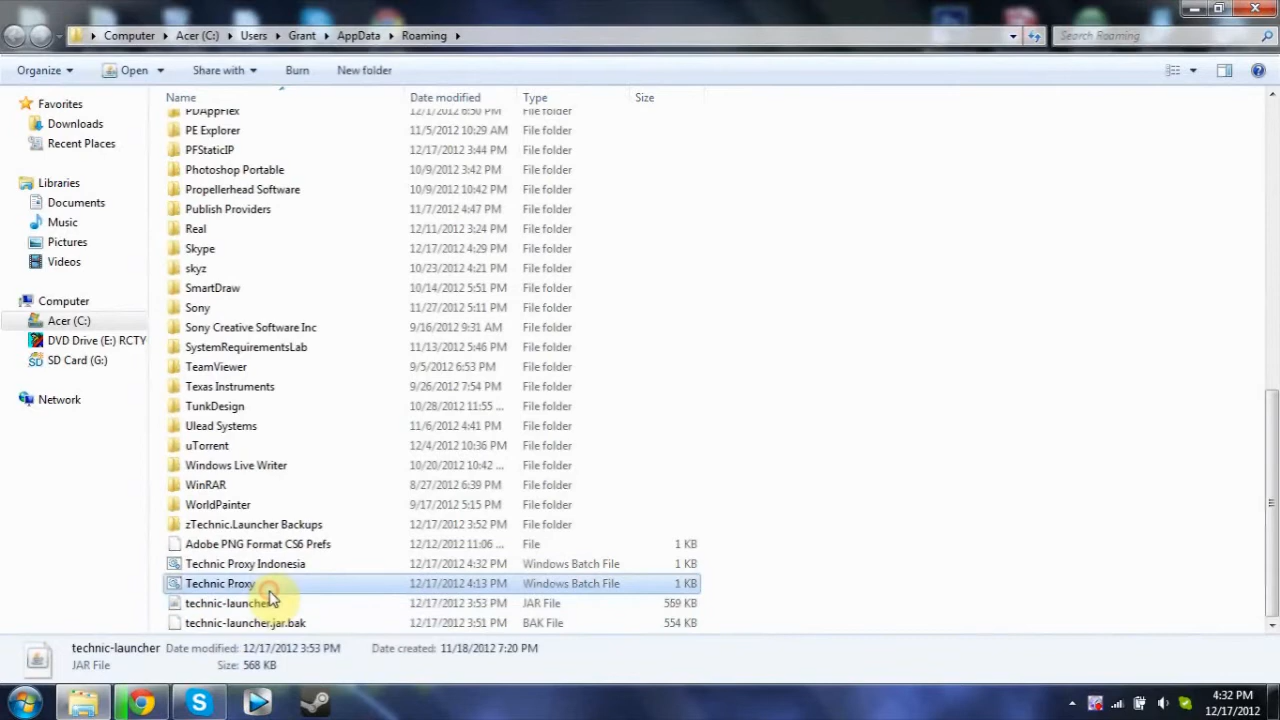 Computer Acer (C:) Users Grant AppData Roaming
Search Roaming
Organize Open Share with Burn New folder
Name Date modified Type Size
Favorites
Downloads
Recent Places
Libraries
Documents
Music
Pictures
Videos
Computer
Acer (C:)
DVD Drive (E:) RCTY
SD Card (G:)
Network
PDAppFlex 12/1/2012 6:50 PM File folder
PE Explorer 11/5/2012 10:29 AM File folder
PFStaticIP 12/17/2012 3:44 PM File folder
Photoshop Portable 10/9/2012 3:42 PM File folder
Propellerhead Software 10/9/2012 10:42 PM File folder
Publish Providers 11/7/2012 4:47 PM File folder
Real 12/11/2012 3:24 PM File folder
Skype 12/17/2012 4:29 PM File folder
skyz 10/23/2012 4:21 PM File folder
SmartDraw 10/14/2012 5:51 PM File folder
Sony 11/27/2012 5:11 PM File folder
Sony Creative Software Inc 9/16/2012 9:31 AM File folder
SystemRequirementsLab 11/13/2012 5:46 PM File folder
TeamViewer 9/5/2012 6:53 PM File folder
Texas Instruments 9/26/2012 7:54 PM File folder
TunkDesign 10/28/2012 11:55 ... File folder
Ulead Systems 11/6/2012 4:41 PM File folder
uTorrent 12/4/2012 10:36 PM File folder
Windows Live Writer 10/20/2012 10:42 ... File folder
WinRAR 8/27/2012 6:39 PM File folder
WorldPainter 9/17/2012 5:15 PM File folder
zTechnic.Launcher Backups 12/17/2012 3:52 PM File folder
Adobe PNG Format CS6 Prefs 12/12/2012 11:06 ... File 1 KB
Technic Proxy Indonesia 12/17/2012 4:32 PM Windows Batch File 1 KB
Technic Proxy 12/17/2012 4:13 PM Windows Batch File 1 KB
technic-launcher 12/17/2012 3:53 PM JAR File 569 KB
technic-launcher.jar.bak 12/17/2012 3:51 PM BAK File 554 KB
technic-launcher Date modified: 12/17/2012 3:53 PM Date created: 11/18/2012 7:20 PM
JAR File Size: 568 KB
4:32 PM
12/17/2012